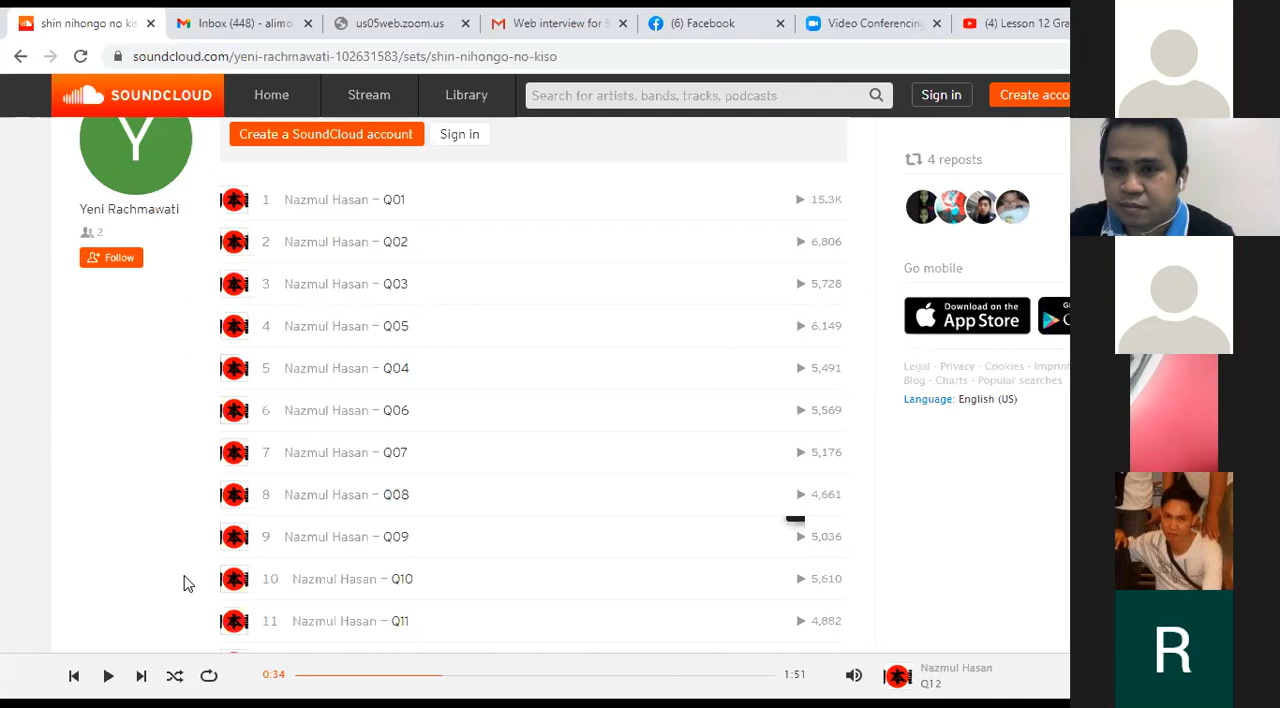 shin nihongo no kis
Inbox (448) - alimo
us05web.zoom.us
Web interview for
(6) Facebook
Video Conferencing
(4) Lesson 12 Gra
soundcloud.com/yeni-rachmawati-102631583/sets/shin-nihongo-no-kiso
SOUNDCLOUD
Home
Stream
Library
Search for artists, bands, tracks, podcasts
Sign in
Create acco
Y
Create a SoundCloud account
Sign in
Yeni Rachmawati
2
Follow
1 Nazmul Hasan – Q01 15.3K
2 Nazmul Hasan – Q02 6,806
3 Nazmul Hasan – Q03 5,728
4 Nazmul Hasan – Q05 6,149
5 Nazmul Hasan – Q04 5,491
6 Nazmul Hasan – Q06 5,569
7 Nazmul Hasan – Q07 5,176
8 Nazmul Hasan – Q08 4,661
9 Nazmul Hasan – Q09 5,036
10 Nazmul Hasan – Q10 5,610
11 Nazmul Hasan – Q11 4,882
4 reposts
Go mobile
Download on the
App Store
Legal - Privacy - Cookies - Imprint
Blog - Charts - Popular searches
Language: English (US)
0:34
1:51
Nazmul Hasan
Q12
R